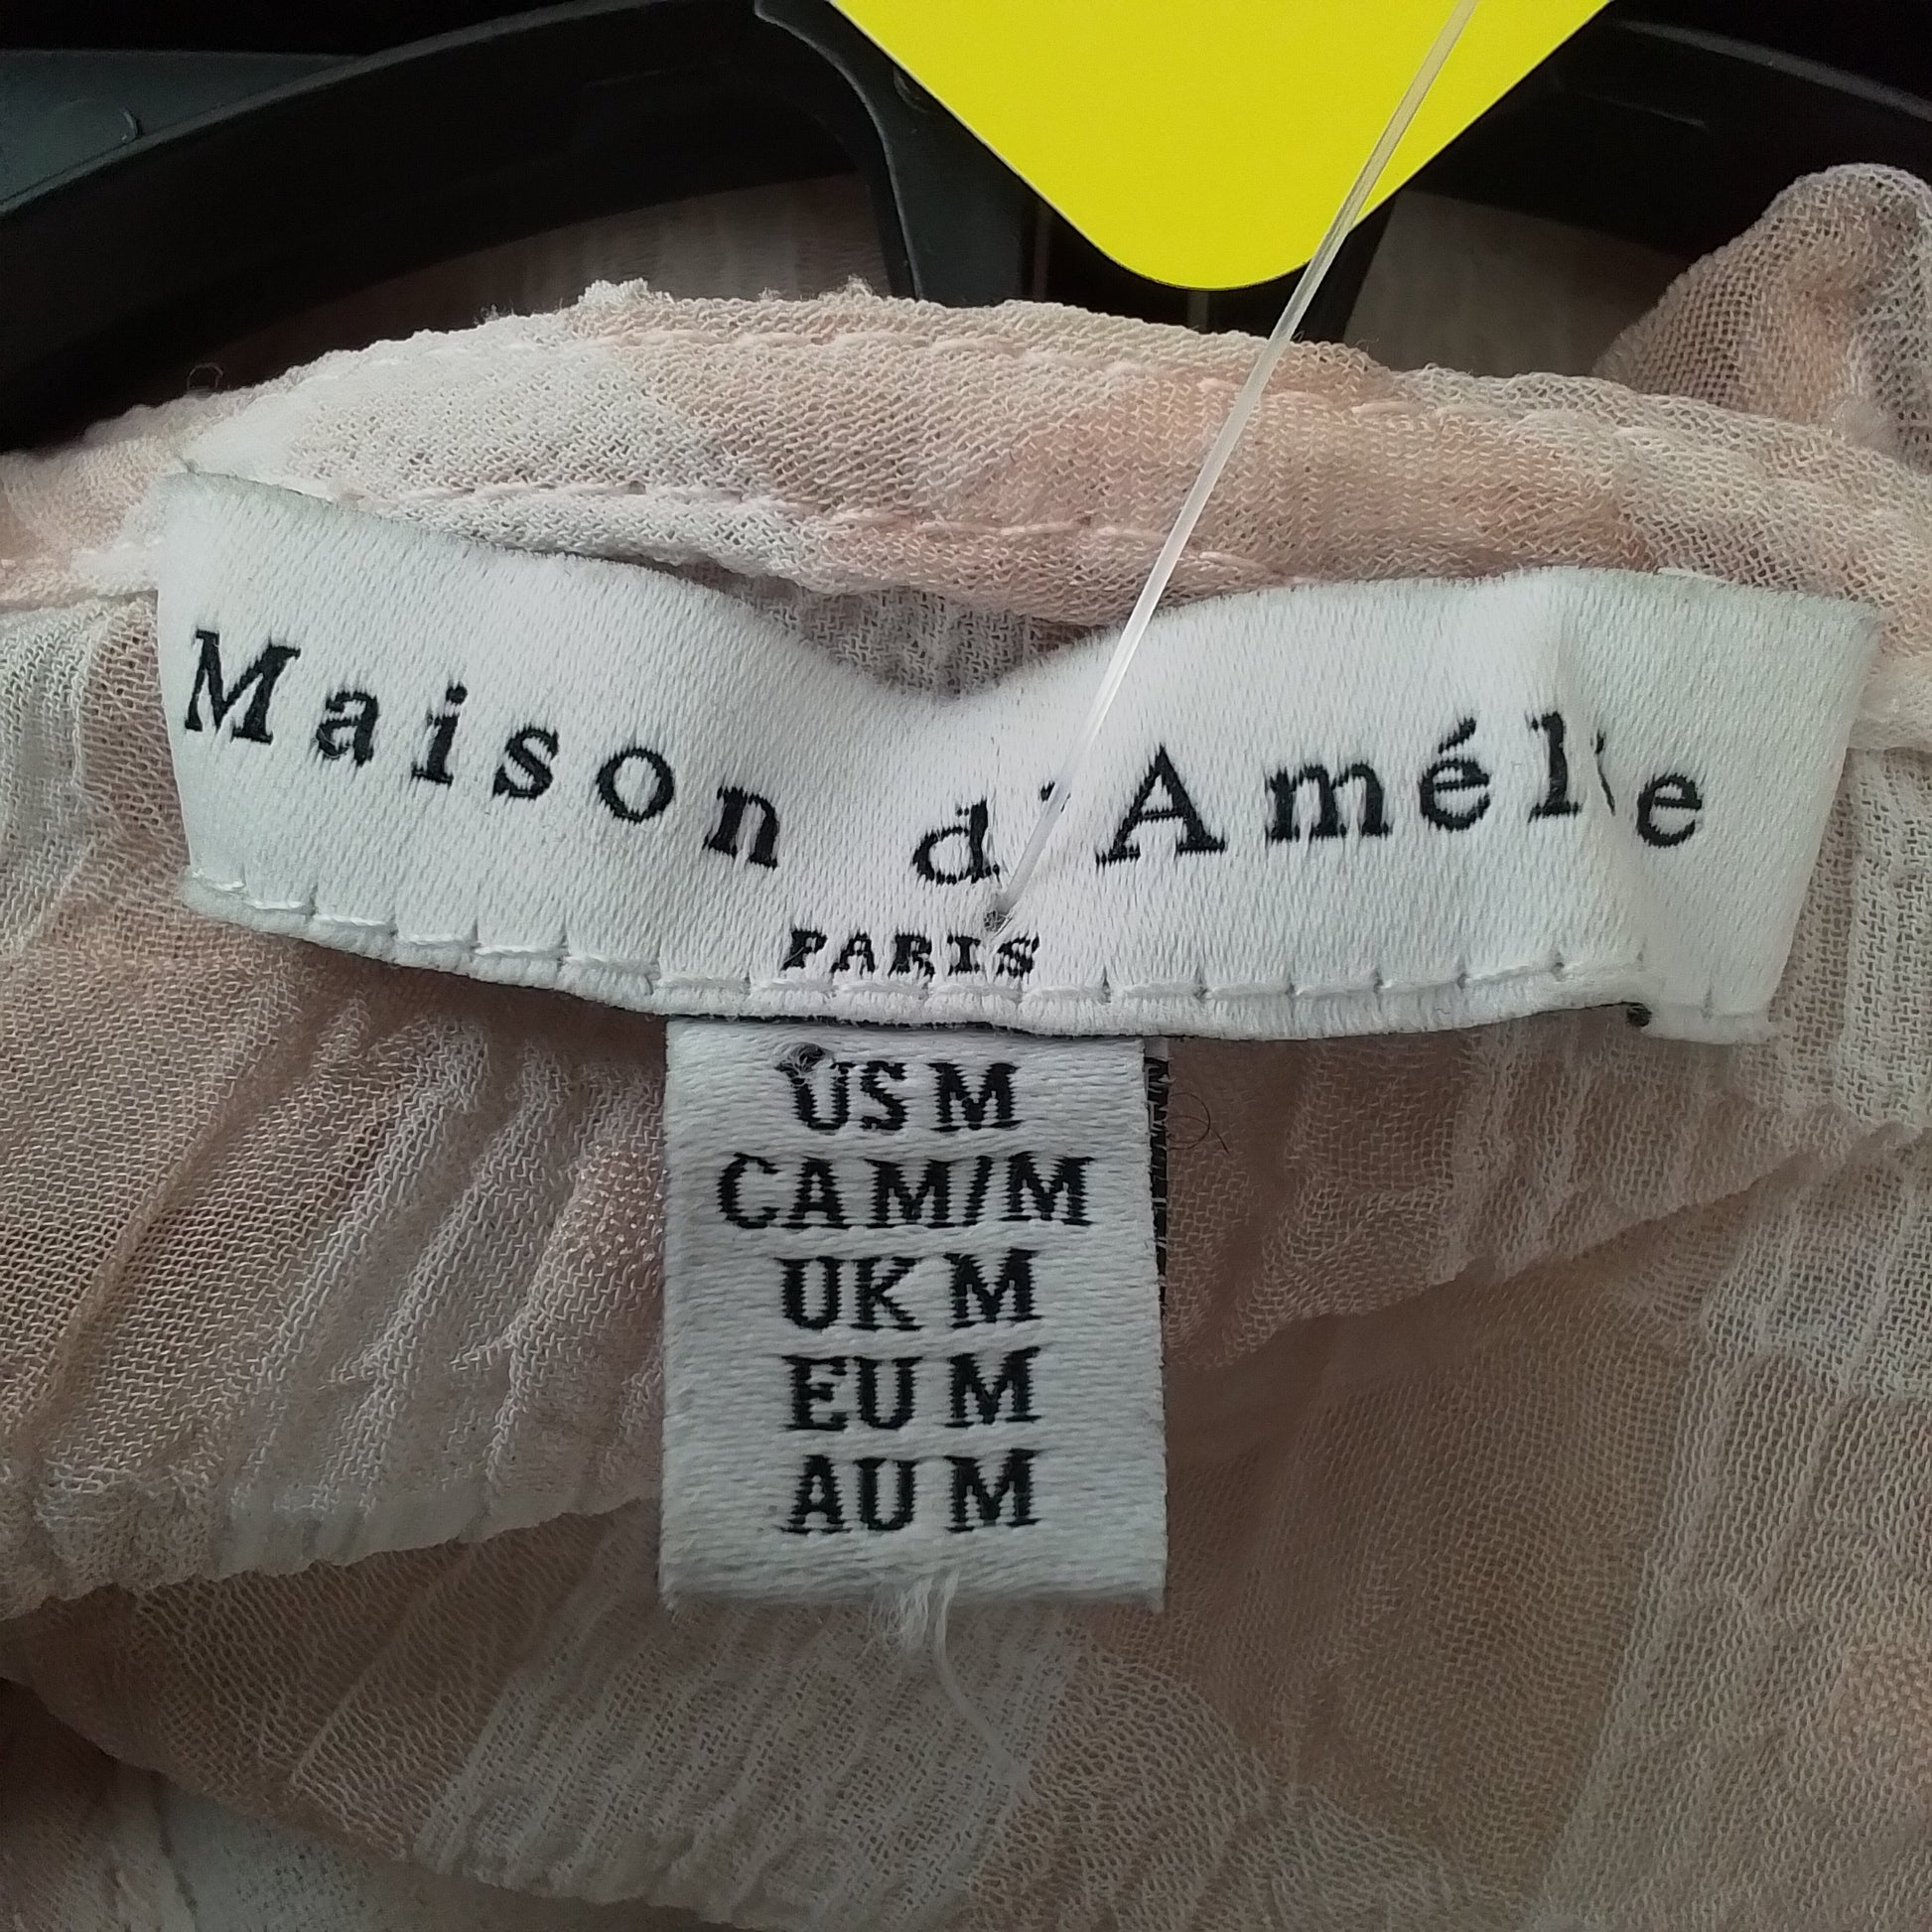 Maison d'Amélie
PARIS
US M
CA M/M
UK M
EU M
AU M